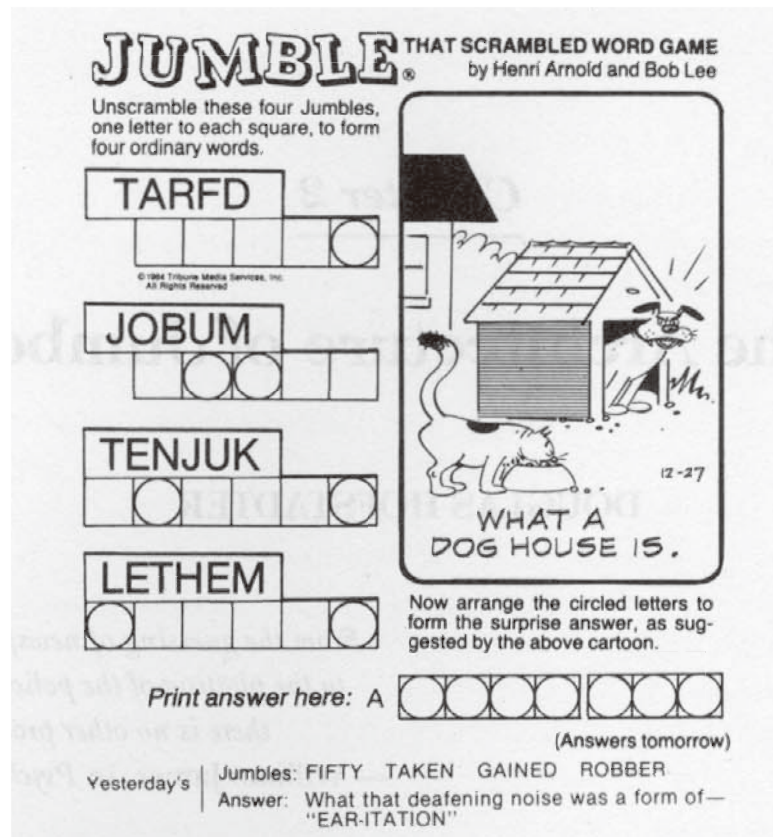 JUMBLE®
THAT SCRAMBLED WORD GAME
by Henri Arnold and Bob Lee
Unscramble these four Jumbles,
one letter to each square, to form
four ordinary words.
TARFD
© 1984 Tribune Media Services, Inc.
All Rights Reserved
JOBUM
TENJUK
LETHEM
12-27
WHAT A
DOG HOUSE IS.
Now arrange the circled letters to
form the surprise answer, as sug-
gested by the above cartoon.
Print answer here: A
(Answers tomorrow)
Yesterday's
Jumbles: FIFTY TAKEN GAINED ROBBER
Answer: What that deafening noise was a form of—
"EAR-ITATION"